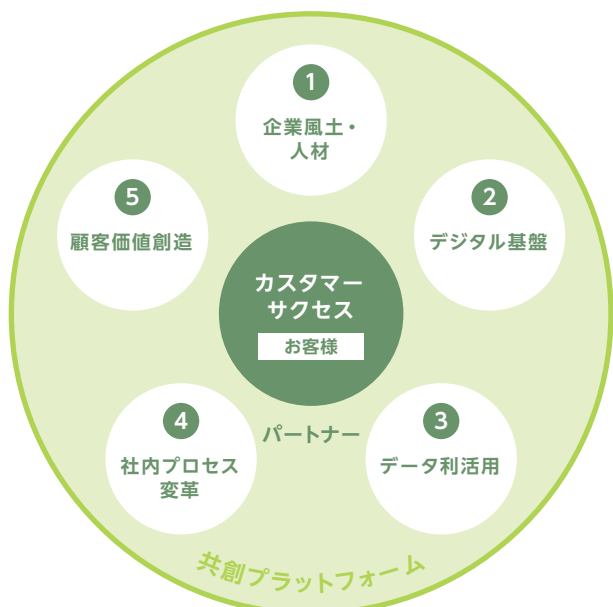 1
企業風土・
人材
2
デジタル基盤
3
データ利活用
4
社内プロセス
変革
5
顧客価値創造
カスタマー
サクセス
お客様
パートナー
共創プラットフォーム